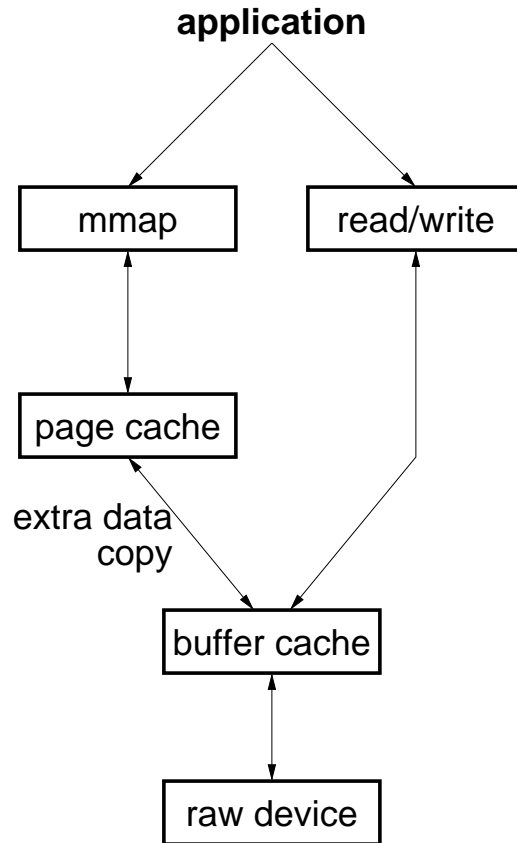 application
mmap
read/write
page cache
extra data
copy
buffer cache
raw device